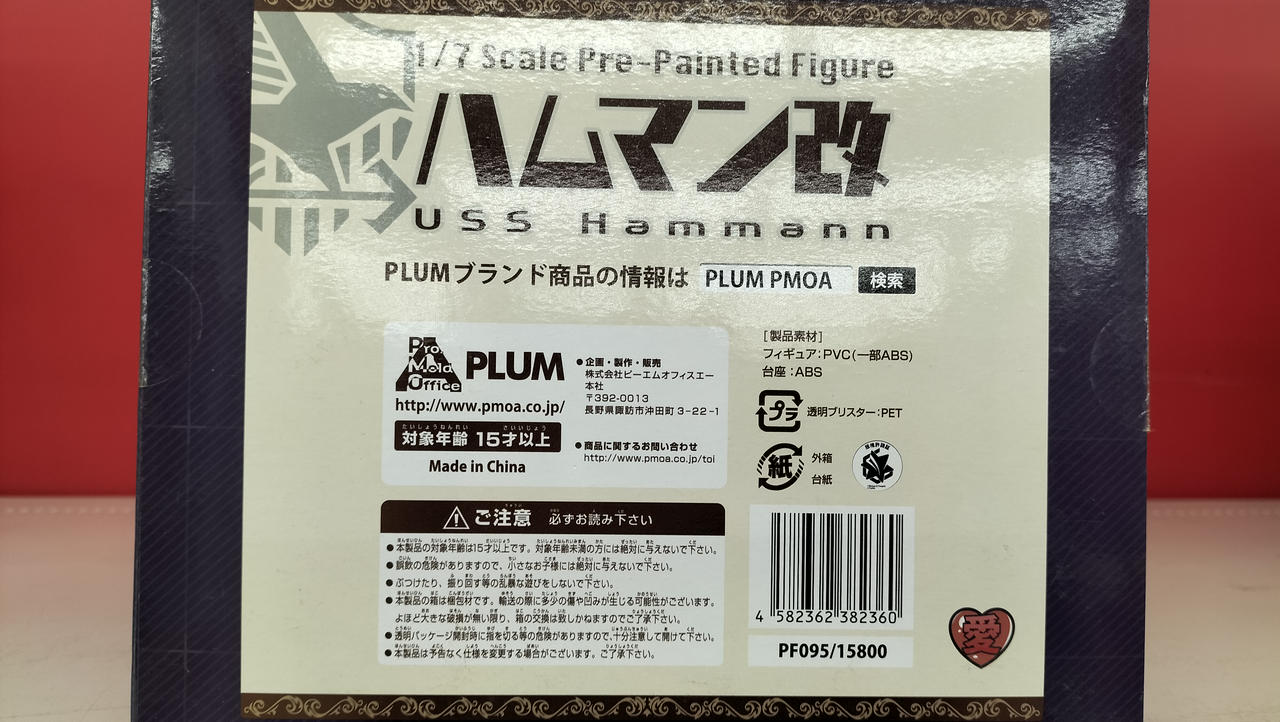 1/7 Scale Pre-Painted Figure
ハムマン改
USS Hammann
PLUMブランド商品の情報は PLUM PMOA 検索
Pro Mola Office PLUM
http://www.pmoa.co.jp/
対象年齢 15才以上
Made in China
●企画・製作・販売
株式会社ピーエムオフィスエー
本社
〒392-0013
長野県諏訪市沖田町3-22-1
●商品に関するお問い合わせ
http://www.pmoa.co.jp/toi
[製品素材]
フィギュア:PVC(一部ABS)
台座:ABS
プラ 透明ブリスター:PET
紙 外箱
台紙
ご注意 必ずお読み下さい
●本製品の対象年齢は15才以上です。対象年齢未満の方には絶対に与えないで下さい。
●誤飲の危険がありますので、小さなお子様には絶対に与えないで下さい。
●ぶつけたり、振り回す等の乱暴な遊びをしないで下さい。
●本製品の箱は梱包材です。輸送の際に多少の傷や凹みが生じる可能性がございます。
よほど大きな破損が無い限り、箱の交換は致しかねますのでご了承下さい。
●透明パッケージ開封時に指を切る等の危険がありますので、十分注意して開けて下さい。
●本製品は予告なく仕様を変更する場合がございます。ご了承下さい。
4 582362 382360
PF095/15800
愛